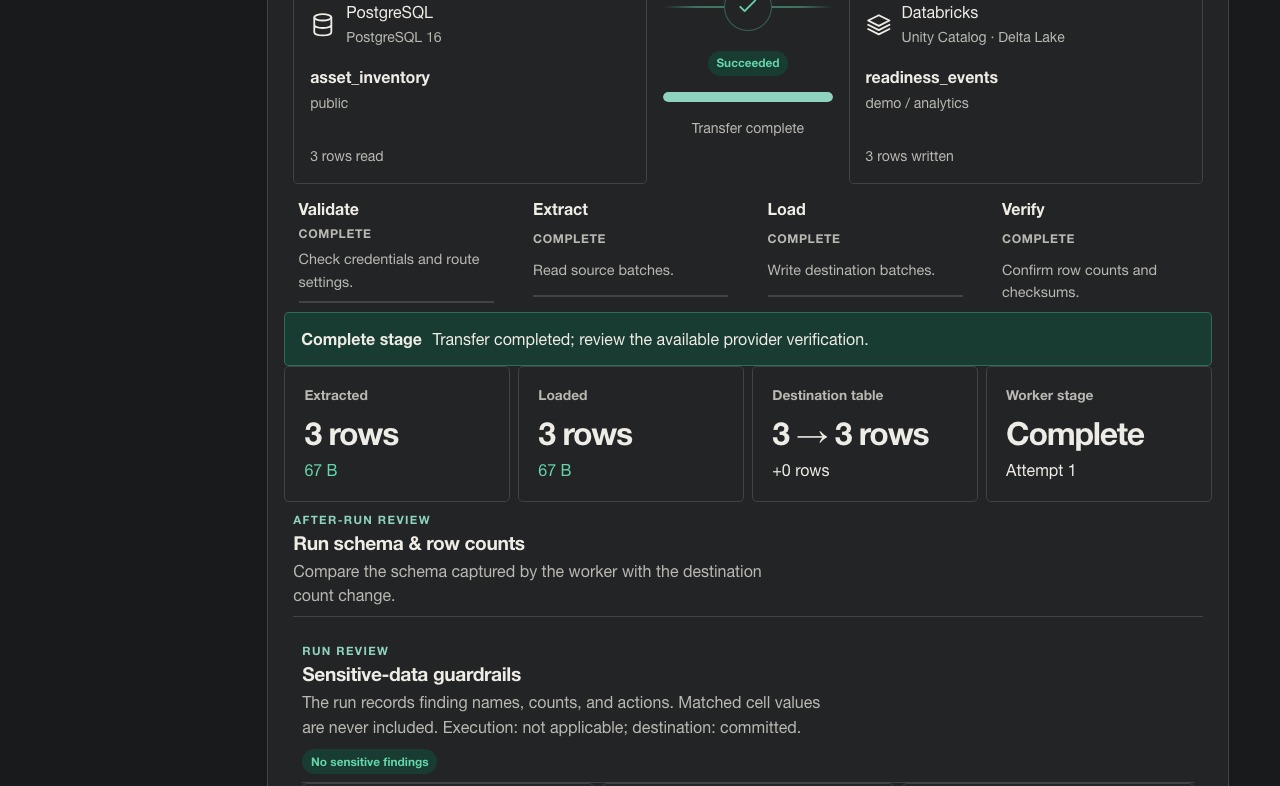 PostgreSQL
PostgreSQL 16
asset_inventory
public
3 rows read
Succeeded
Transfer complete
Databricks
Unity Catalog · Delta Lake
readiness_events
demo / analytics
3 rows written
Validate
COMPLETE
Check credentials and route
settings.
Extract
COMPLETE
Read source batches.
Load
COMPLETE
Write destination batches.
Verify
COMPLETE
Confirm row counts and
checksums.
Complete stage Transfer completed; review the available provider verification.
Extracted
3 rows
67 B
Loaded
3 rows
67 B
Destination table
3 → 3 rows
+0 rows
Worker stage
Complete
Attempt 1
AFTER-RUN REVIEW
Run schema & row counts
Compare the schema captured by the worker with the destination
count change.
RUN REVIEW
Sensitive-data guardrails
The run records finding names, counts, and actions. Matched cell values
are never included. Execution: not applicable; destination: committed.
No sensitive findings